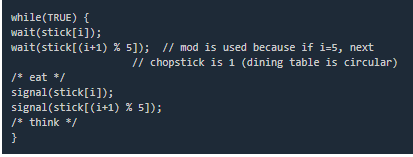 while(TRUE) {
wait(stick[i]);
wait(stick[(i+1) % 5]);  // mod is used because if i=5, next
                         // chopstick is 1 (dining table is circular)
/* eat */
signal(stick[i]);
signal(stick[(i+1) % 5]);
/* think */
}